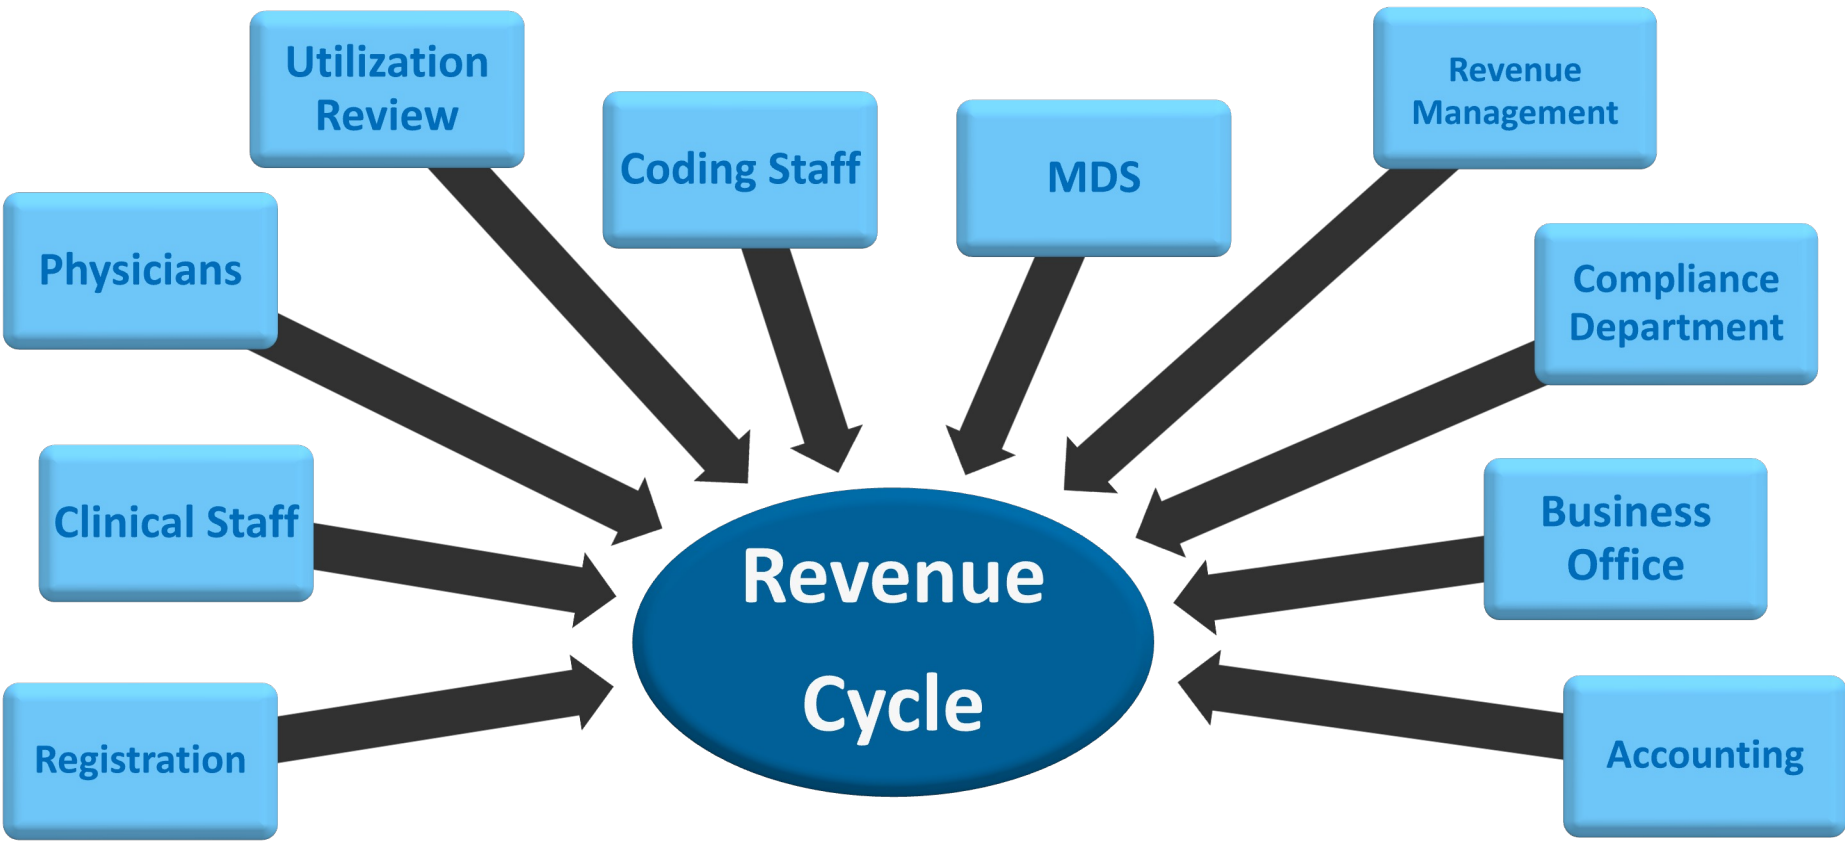 Utilization
Review
Coding Staff
MDS
Revenue
Management
Physicians
Compliance
Department
Clinical Staff
Business
Office
Revenue
Cycle
Registration
Accounting